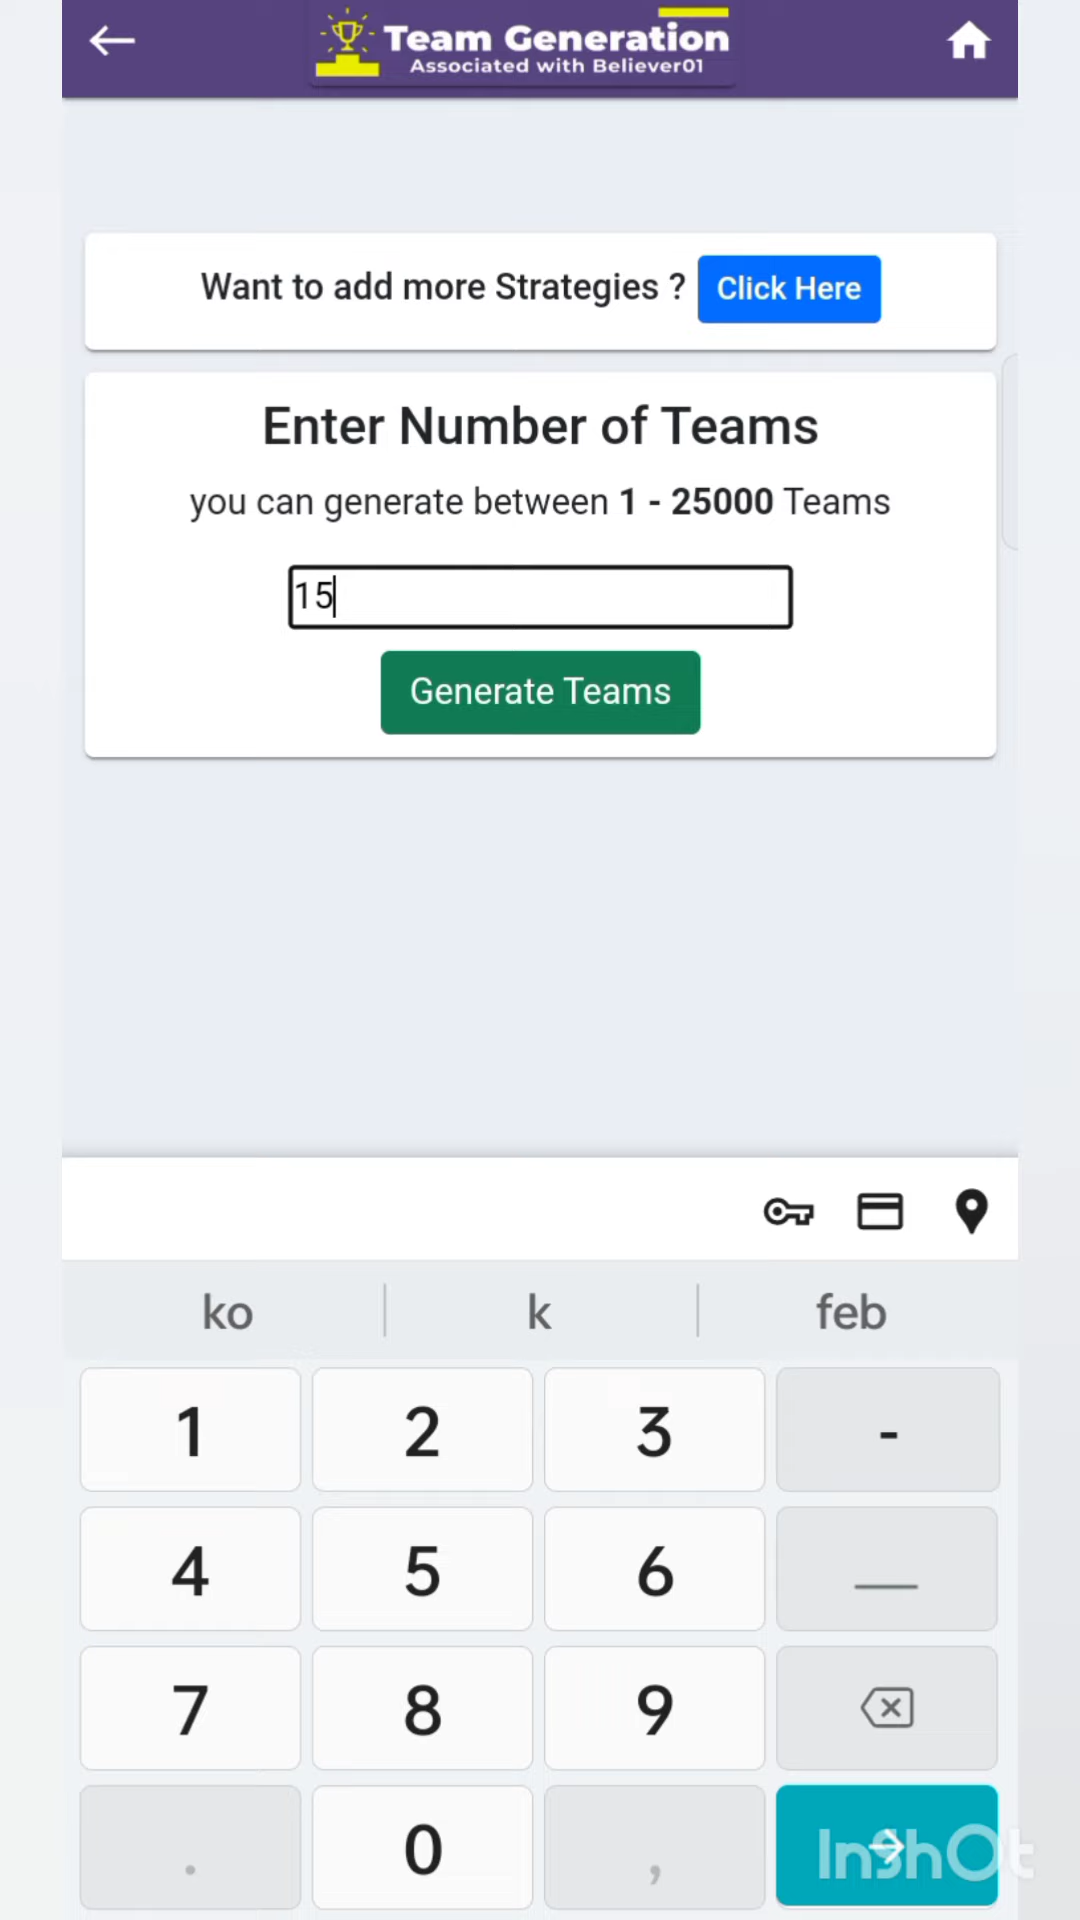 Team Generation
Associated with Believer01
Want to add more Strategies ? Click Here
Enter Number of Teams
you can generate between 1 - 25000 Teams
15
Generate Teams
ko k feb
1 2 3 -
4 5 6
7 8 9
. 0 ,
InShOt